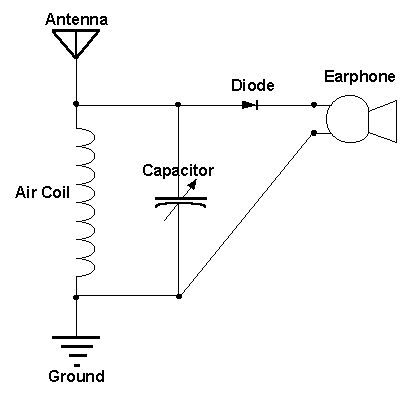 Antenna
Diode
Earphone
Capacitor
Air Coil
Ground